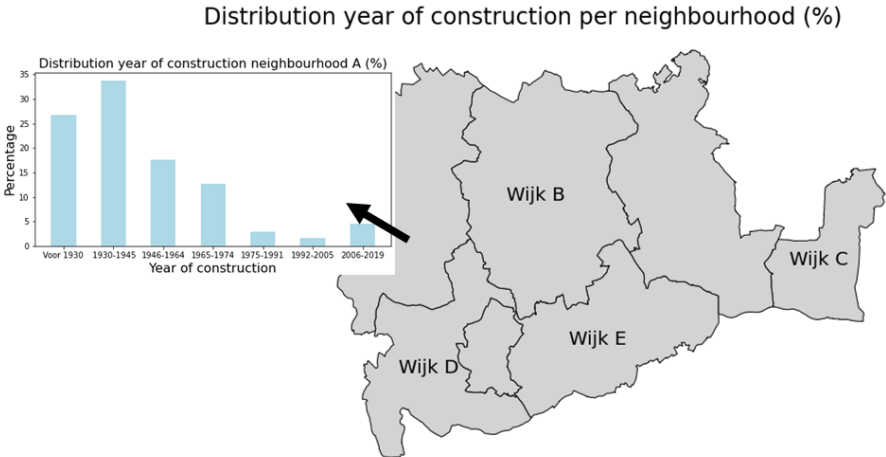 Distribution year of construction per neighbourhood (%)
Distribution year of construction neighbourhood A (%)
35
30
25
20
15
10
5
0
Percentage
Voor 1930 1930-1945 1946-1964 1965-1974 1975-1991 1992-2005 2006-2019
Year of construction
Wijk B
Wijk C
Wijk E
Wijk D